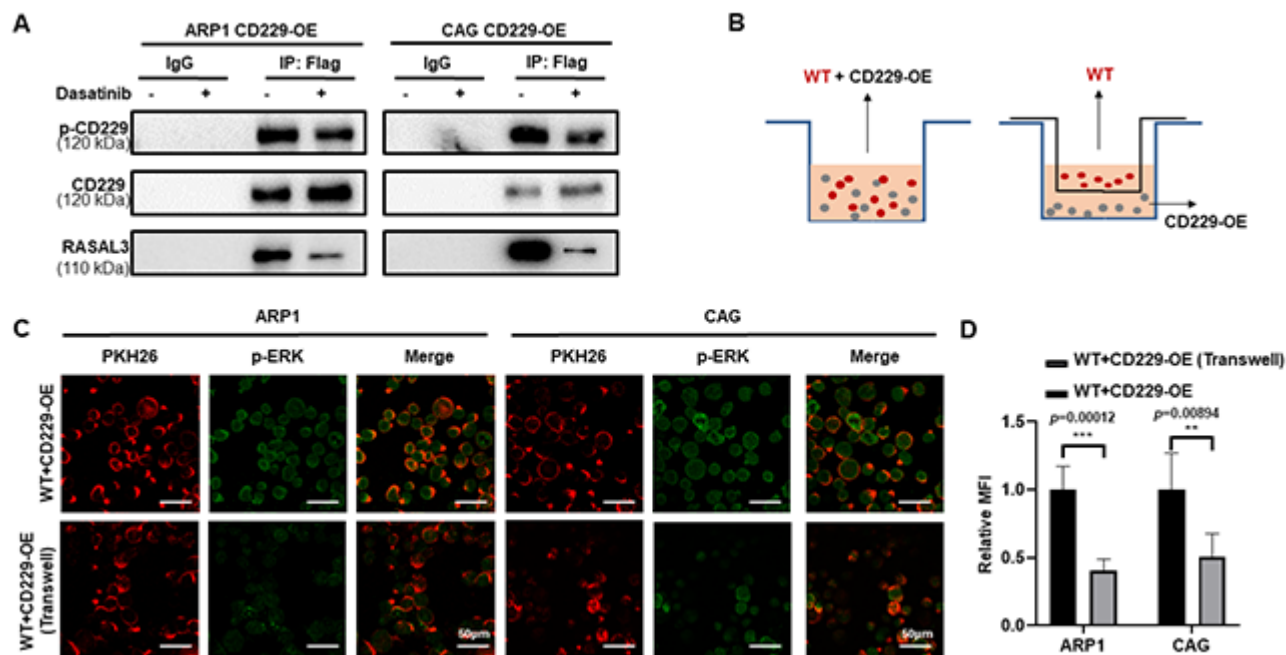 A
ARP1 CD229-OE
CAG CD229-OE
IgG
IP: Flag
IgG
IP: Flag
Dasatinib
-
+
-
+
-
+
-
+
p-CD229
(120 kDa)
CD229
(120 kDa)
RASAL3
(110 kDa)
B
WT + CD229-OE
WT
CD229-OE
C
ARP1
CAG
PKH26
p-ERK
Merge
PKH26
p-ERK
Merge
WT+CD229-OE
WT+CD229-OE
(Transwell)
50μm
50μm
D
WT+CD229-OE (Transwell)
WT+CD229-OE
p=0.00012
***
p=0.00894
**
Relative MFI
1.5
1.0
0.5
0.0
ARP1
CAG